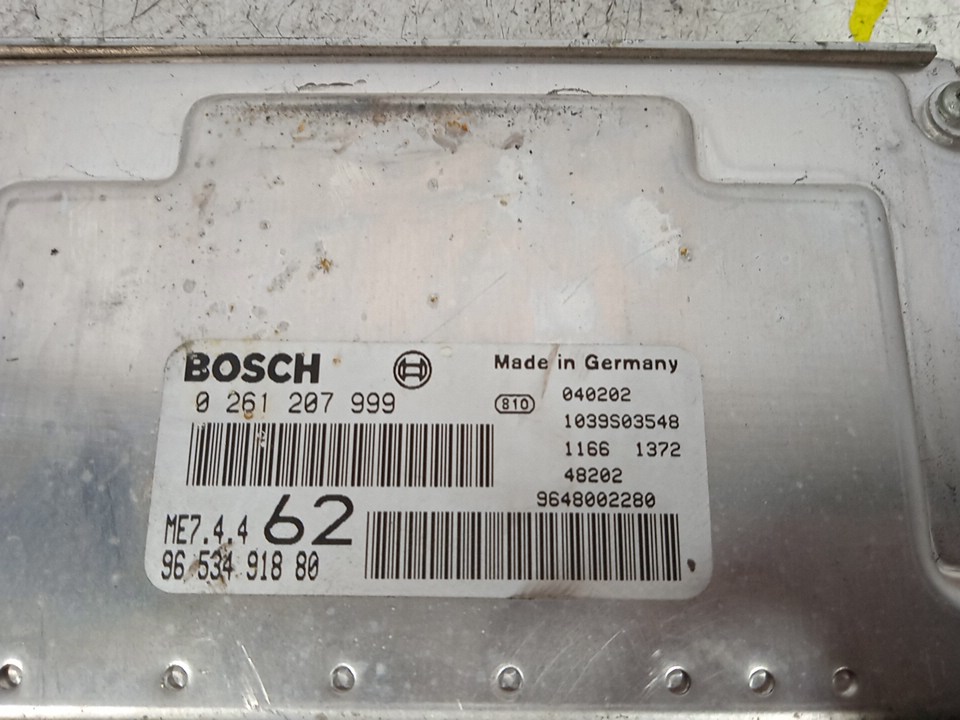 BOSCH
Made in Germany
0 261 207 999
810
040202
1039S03548
1166 1372
48202
9648002280
ME7.4.4 62
96 534 918 80